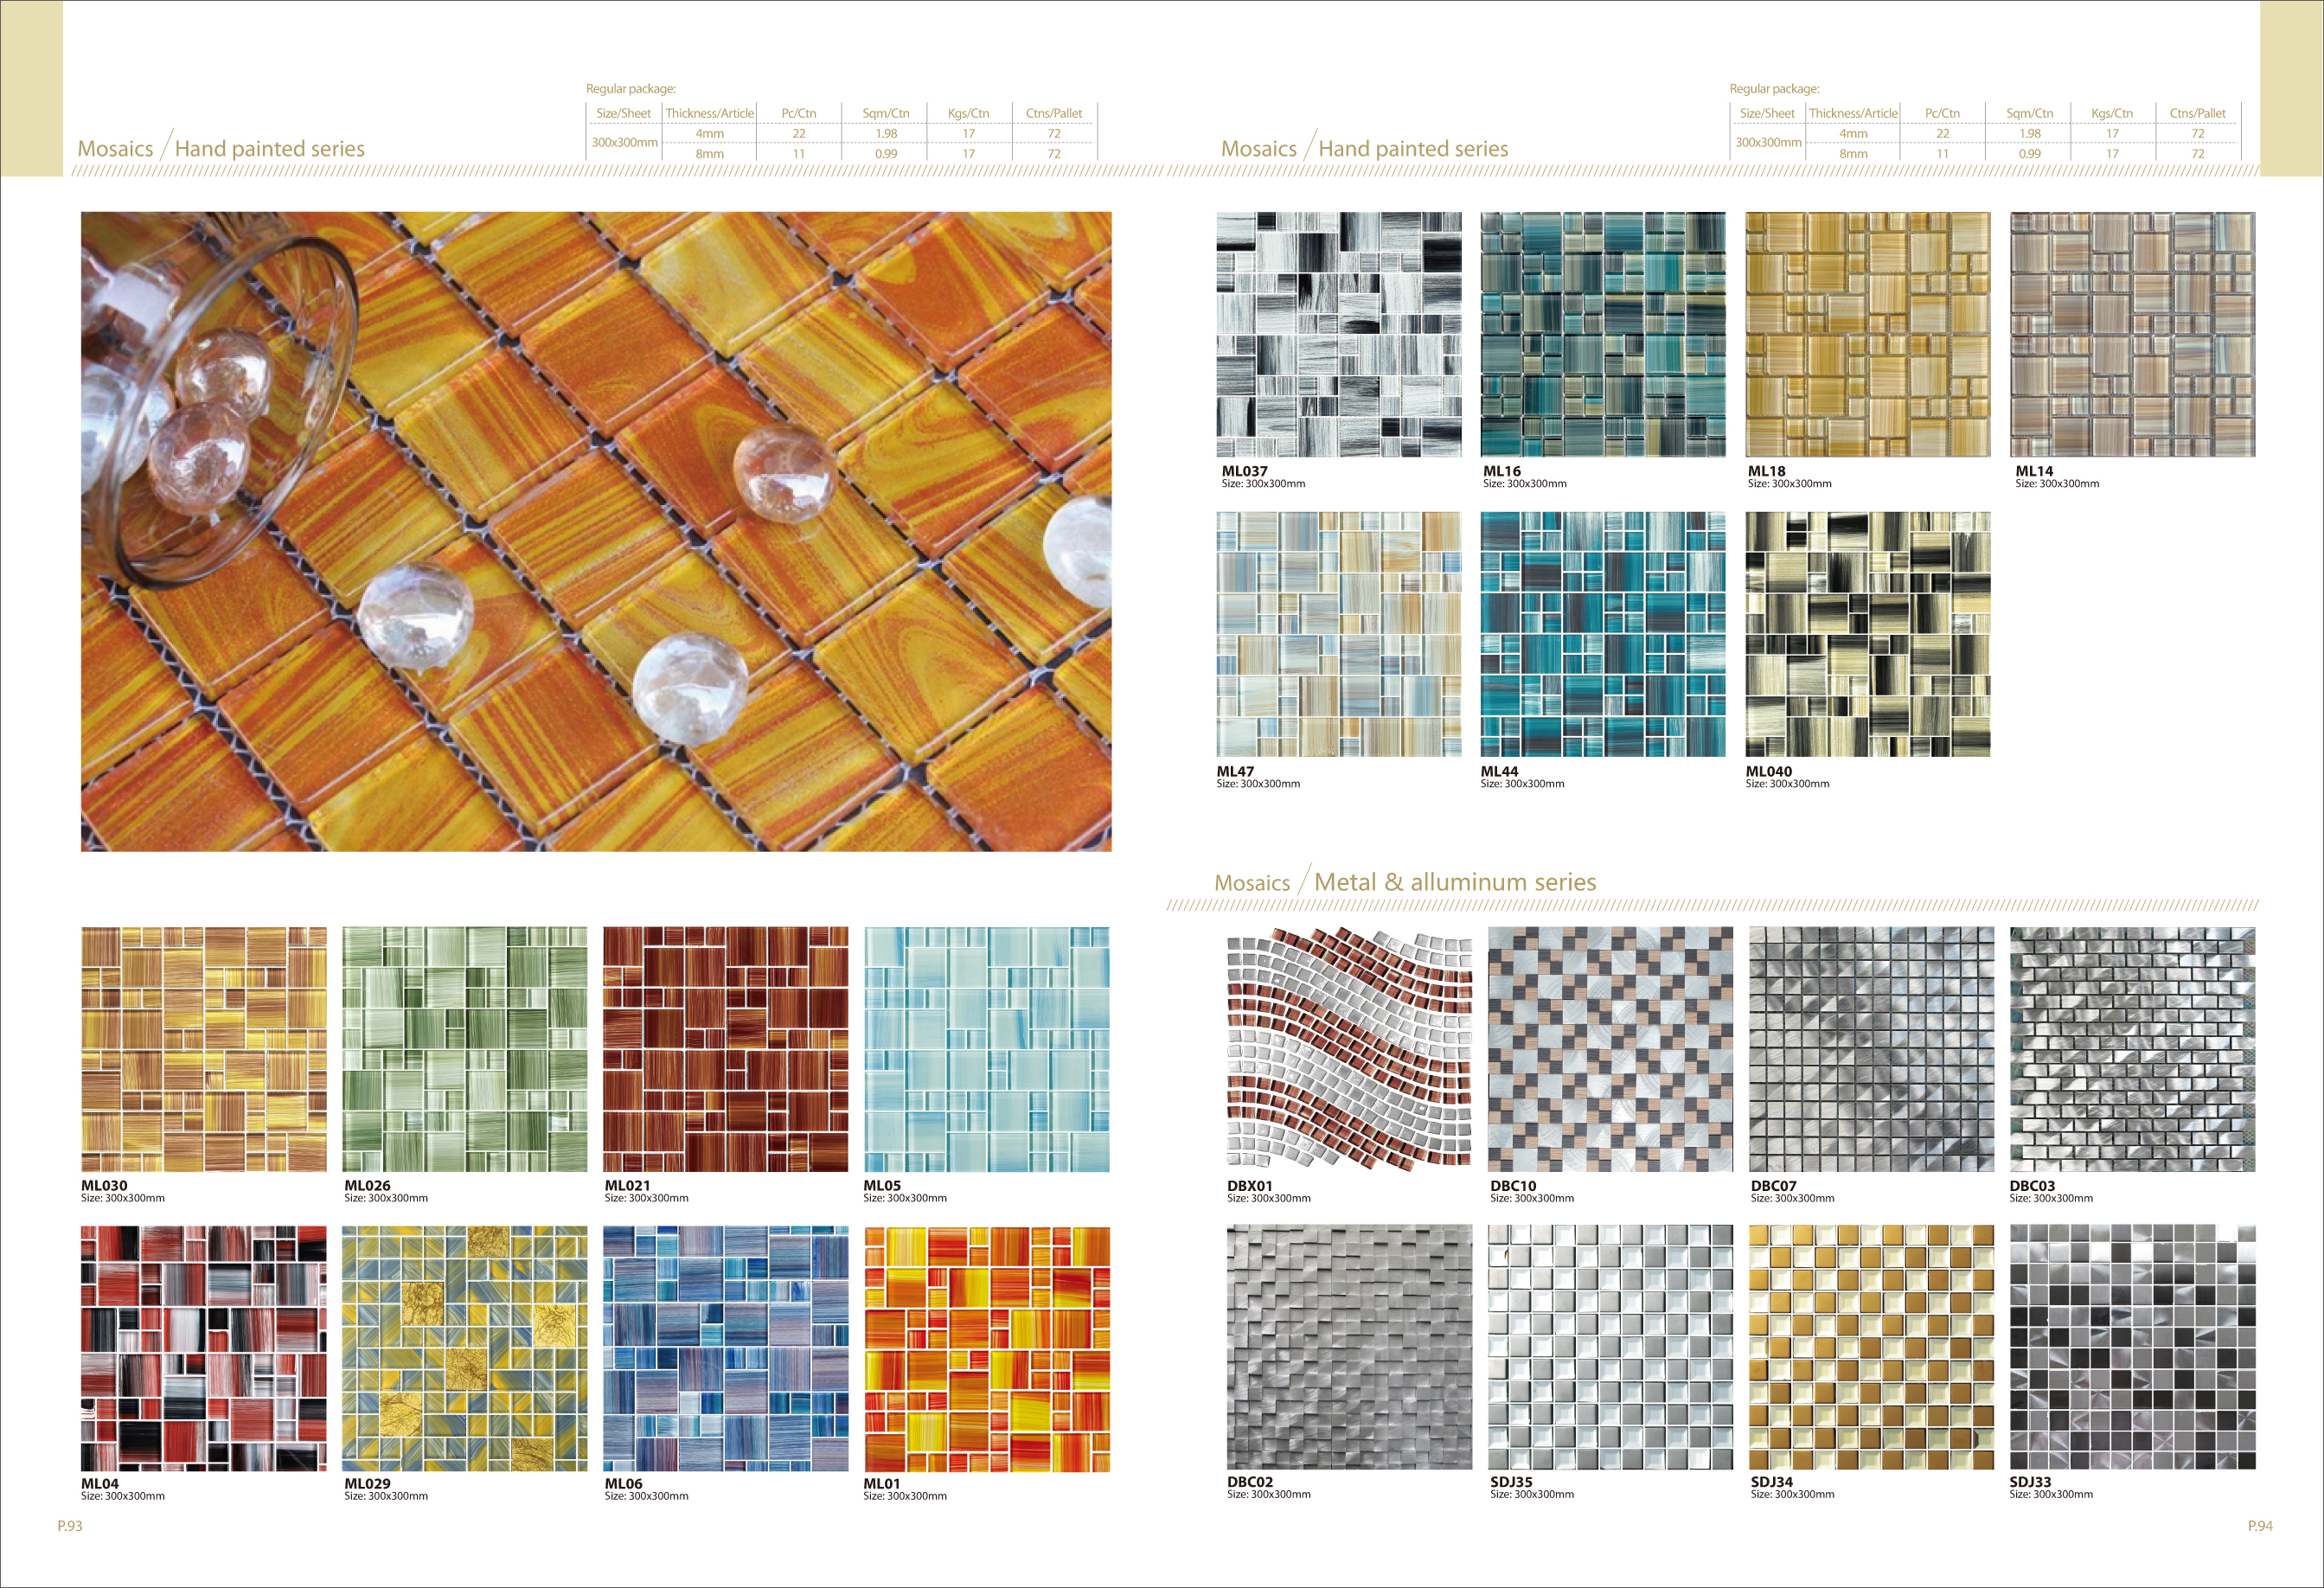 Mosaics / Hand painted series
Regular package:
Size/Sheet Thickness/Article Pc/Ctn Sqm/Ctn Kgs/Ctn Ctns/Pallet
300x300mm
4mm 22 1.98 17 72
8mm 11 0.99 17 72
ML030 ML026 ML021 ML05
Size: 300x300mm Size: 300x300mm Size: 300x300mm Size: 300x300mm
ML04 ML029 ML06 ML01
Size: 300x300mm Size: 300x300mm Size: 300x300mm Size: 300x300mm
P.93
Mosaics / Hand painted series
Regular package:
Size/Sheet Thickness/Article Pc/Ctn Sqm/Ctn Kgs/Ctn Ctns/Pallet
300x300mm
4mm 22 1.98 17 72
8mm 11 0.99 17 72
ML037 ML16 ML18 ML14
Size: 300x300mm Size: 300x300mm Size: 300x300mm Size: 300x300mm
ML47 ML44 ML040
Size: 300x300mm Size: 300x300mm Size: 300x300mm
Mosaics / Metal & alluminum series
DBX01 DBC10 DBC07 DBC03
Size: 300x300mm Size: 300x300mm Size: 300x300mm Size: 300x300mm
DBC02 SDJ35 SDJ34 SDJ33
Size: 300x300mm Size: 300x300mm Size: 300x300mm Size: 300x300mm
P.94